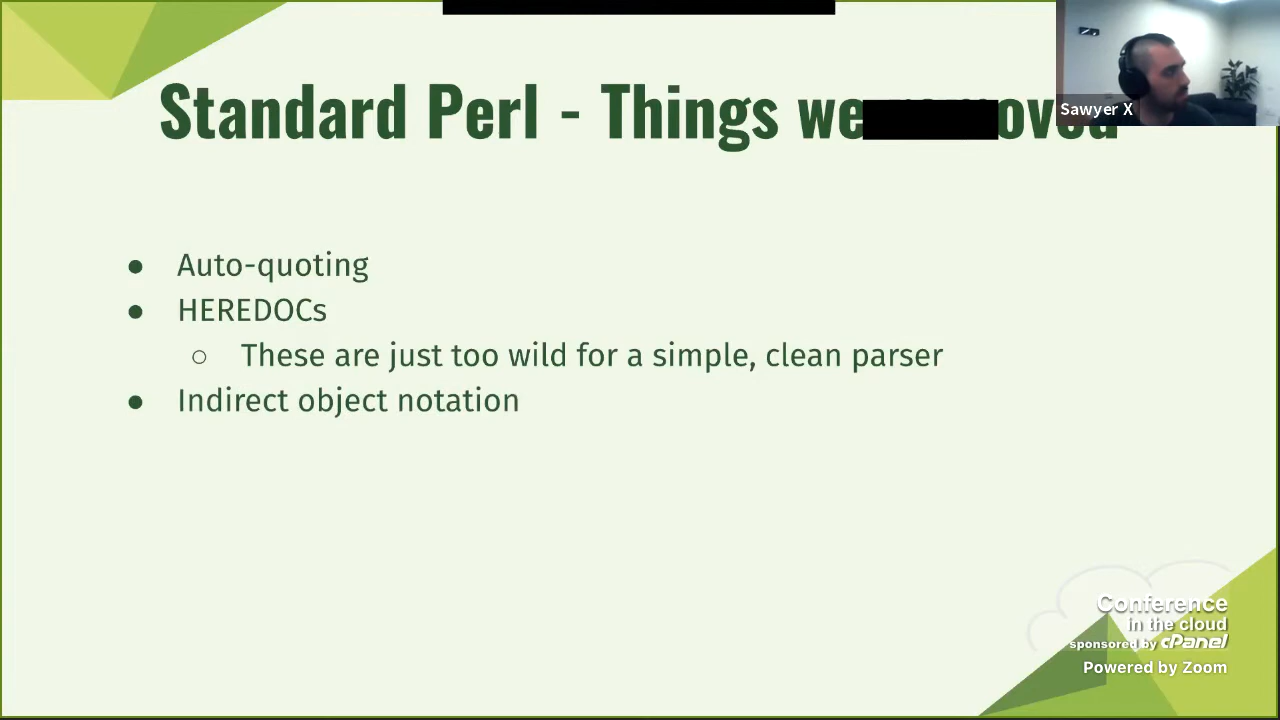 Standard Perl - Things we
Sawyer X
● Auto-quoting
● HEREDOCs
○ These are just too wild for a simple, clean parser
● Indirect object notation
Conference
in the cloud
sponsored by cPanel
Powered by Zoom